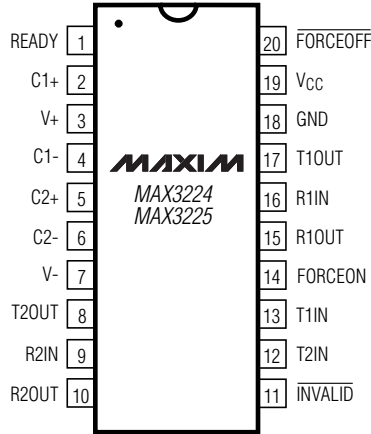 READY 1
C1+ 2
V+ 3
C1- 4
C2+ 5
C2- 6
V- 7
T2OUT 8
R2IN 9
R2OUT 10
MAXIM
MAX3224
MAX3225
20 FORCEOFF
19 VCC
18 GND
17 T1OUT
16 R1IN
15 R1OUT
14 FORCEON
13 T1IN
12 T2IN
11 INVALID